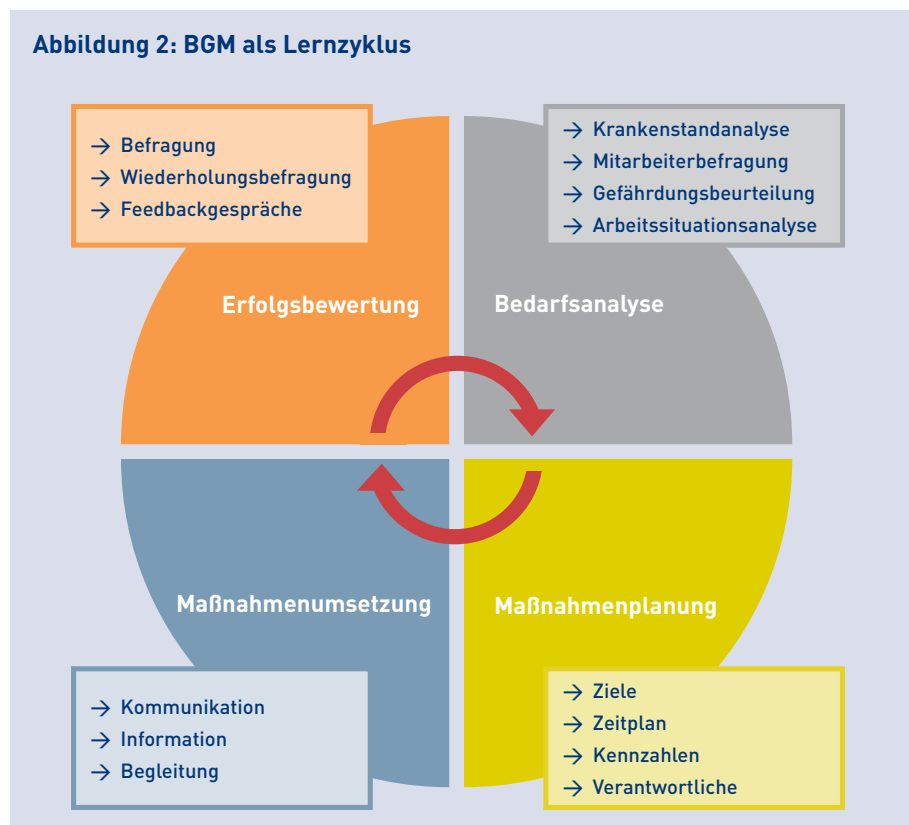 Abbildung 2: BGM als Lernzyklus
→ Befragung
→ Wiederholungsbefragung
→ Feedbackgespräche
→ Krankenstandanalyse
→ Mitarbeiterbefragung
→ Gefährdungsbeurteilung
→ Arbeitssituationsanalyse
Erfolgsbewertung
Bedarfsanalyse
Maßnahmenumsetzung
Maßnahmenplanung
→ Kommunikation
→ Information
→ Begleitung
→ Ziele
→ Zeitplan
→ Kennzahlen
→ Verantwortliche